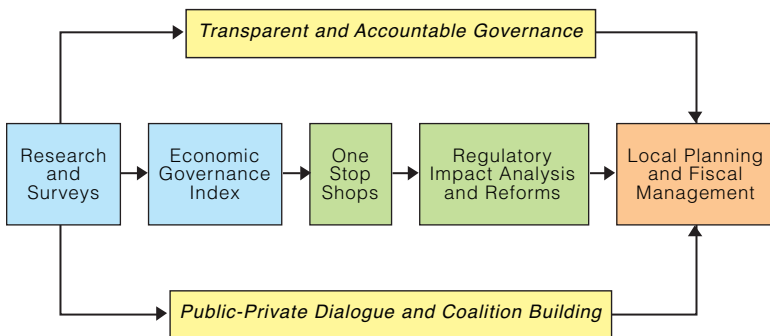 Transparent and Accountable Governance
Research
and
Surveys
Economic
Governance
Index
One
Stop
Shops
Regulatory
Impact Analysis
and Reforms
Local Planning
and Fiscal
Management
Public-Private Dialogue and Coalition Building